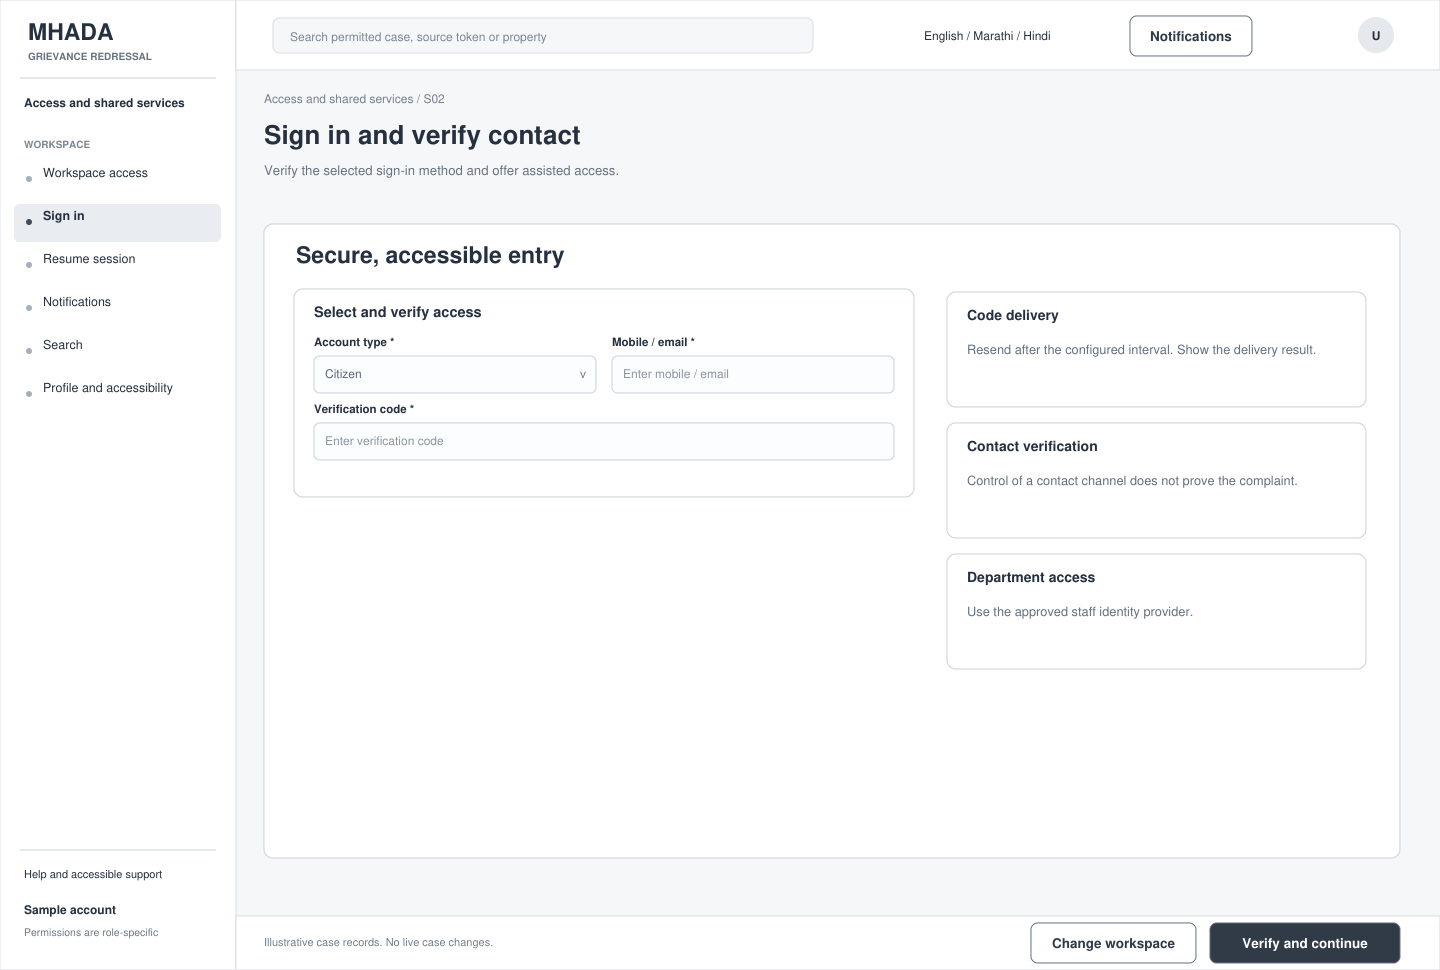 MHADA
GRIEVANCE REDRESSAL
Access and shared services
WORKSPACE
Workspace access
Sign in
Resume session
Notifications
Search
Profile and accessibility
Help and accessible support
Sample account
Permissions are role-specific
Search permitted case, source token or property
English / Marathi / Hindi
Notifications
U
Access and shared services / S02
Sign in and verify contact
Verify the selected sign-in method and offer assisted access.
Secure, accessible entry
Select and verify access
Account type *
Mobile / email *
Citizen
v
Enter mobile / email
Verification code *
Enter verification code
Code delivery
Resend after the configured interval. Show the delivery result.
Contact verification
Control of a contact channel does not prove the complaint.
Department access
Use the approved staff identity provider.
Illustrative case records. No live case changes.
Change workspace
Verify and continue